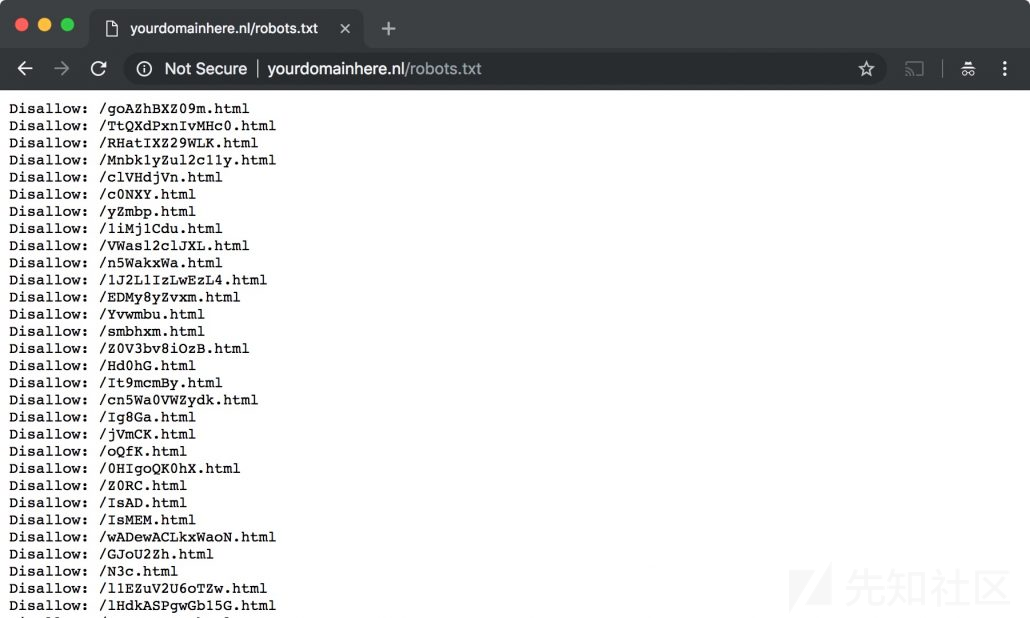 yourdomainhere.nl/robots.txt
Not Secure | yourdomainhere.nl/robots.txt
Disallow: /goAZhBXZ09m.html
Disallow: /TtQXdPxnIvMHc0.html
Disallow: /RHatIXZ29WLK.html
Disallow: /Mnbk1yZul2c11y.html
Disallow: /clVHdjVn.html
Disallow: /c0NXY.html
Disallow: /yZmbp.html
Disallow: /1iMj1Cdu.html
Disallow: /VWasl2clJXL.html
Disallow: /n5WakxWa.html
Disallow: /1J2L1IzLwEzL4.html
Disallow: /EDMy8yZvxm.html
Disallow: /Yvwmbu.html
Disallow: /smbhxm.html
Disallow: /Z0V3bv8iOzB.html
Disallow: /Hd0hG.html
Disallow: /It9mcmBy.html
Disallow: /cn5Wa0VWZydk.html
Disallow: /Ig8Ga.html
Disallow: /jVmCK.html
Disallow: /oQfK.html
Disallow: /0HIgoQK0hX.html
Disallow: /Z0RC.html
Disallow: /IsAD.html
Disallow: /IsMEM.html
Disallow: /wADewACLkxWaoN.html
Disallow: /GJoU2Zh.html
Disallow: /N3c.html
Disallow: /l1EZuV2U6oTZw.html
Disallow: /lHdkASPgwGb15G.html
先知社区